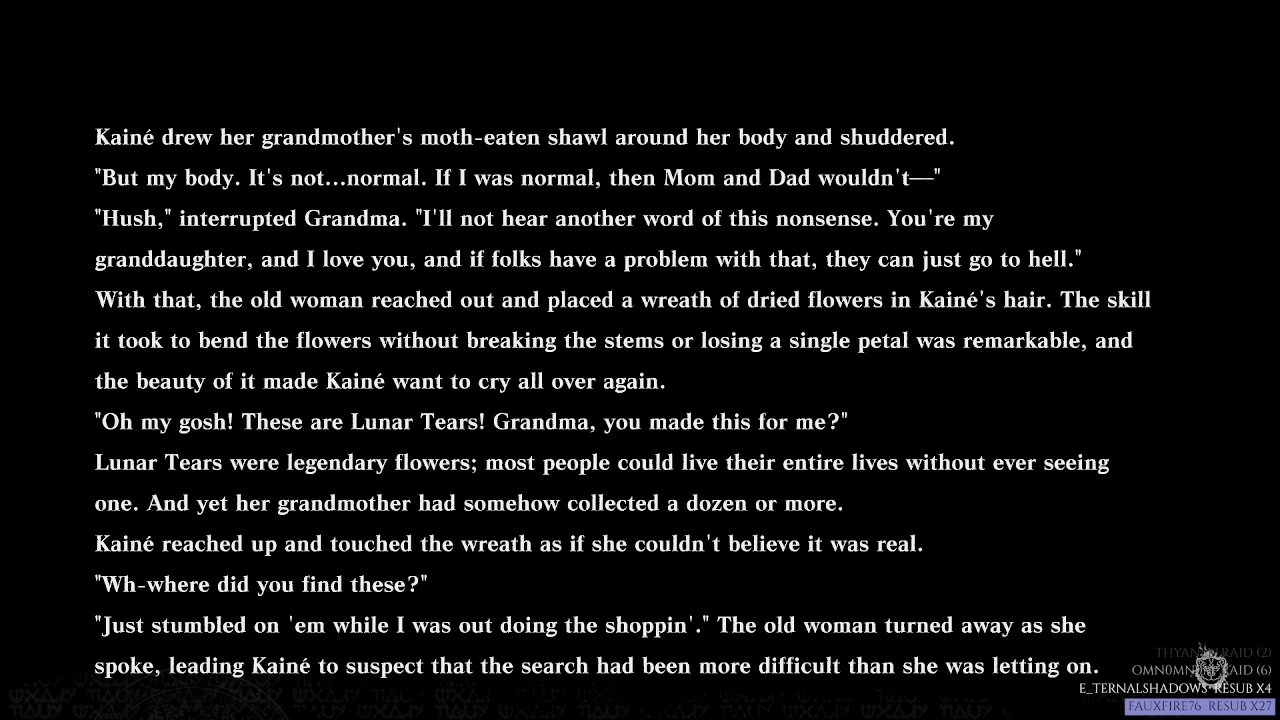 Kainé drew her grandmother's moth-eaten shawl around her body and shuddered.
"But my body. It's not...normal. If I was normal, then Mom and Dad wouldn't—"
"Hush," interrupted Grandma. "I'll not hear another word of this nonsense. You're my
granddaughter, and I love you, and if folks have a problem with that, they can just go to hell."
With that, the old woman reached out and placed a wreath of dried flowers in Kainé's hair. The skill
it took to bend the flowers without breaking the stems or losing a single petal was remarkable, and
the beauty of it made Kainé want to cry all over again.
"Oh my gosh! These are Lunar Tears! Grandma, you made this for me?"
Lunar Tears were legendary flowers; most people could live their entire lives without ever seeing
one. And yet her grandmother had somehow collected a dozen or more.
Kainé reached up and touched the wreath as if she couldn't believe it was real.
"Wh-where did you find these?"
"Just stumbled on 'em while I was out doing the shoppin'." The old woman turned away as she
spoke, leading Kainé to suspect that the search had been more difficult than she was letting on.
RAID (2)
RAID (6)
E_TERNALSHADOWS RESUB X4
FAUXFIRE76 RESUB X27